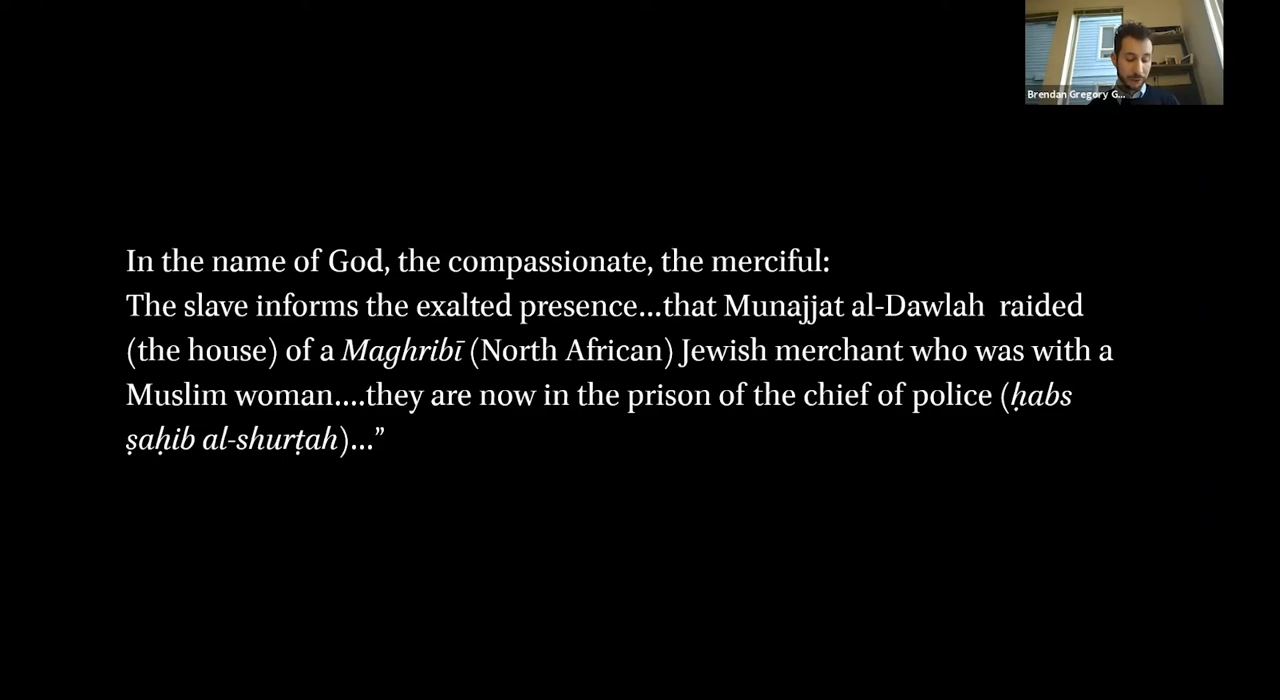 Brendan Gregory G...
In the name of God, the compassionate, the merciful:
The slave informs the exalted presence...that Munajjat al-Dawlah raided
(the house) of a Maghribī (North African) Jewish merchant who was with a
Muslim woman....they are now in the prison of the chief of police (ḥabs
ṣaḥib al-shurṭah)...”